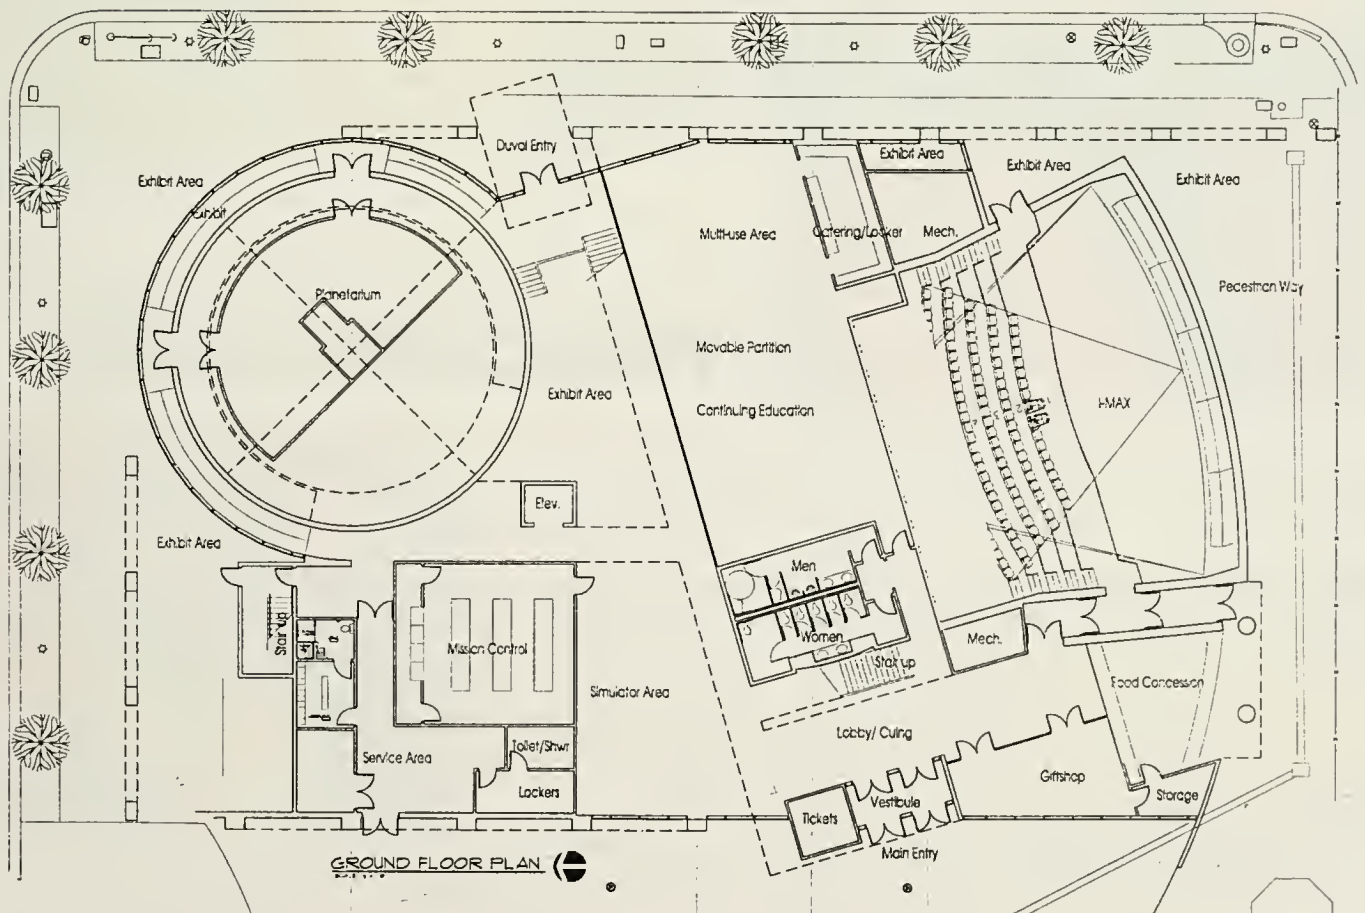 Duval Entry
Exhibit Area
Exhibit Area
Exhibit Area
Exhibit Area
Exhibit
Multi-use Area
Catering/Locker
Mech.
Pedestrian Way
Planetarium
Movable Partition
Exhibit Area
I-MAX
Continuing Education
Elev.
Exhibit Area
Men
Stair up
Mission Control
Women
Mech.
Stair up
Simulator Area
Food Concession
Lobby/ Cuing
Toilet/Shwr
Service Area
Giftshop
Lockers
Vestibule
Storage
Tickets
Main Entry
GROUND FLOOR PLAN